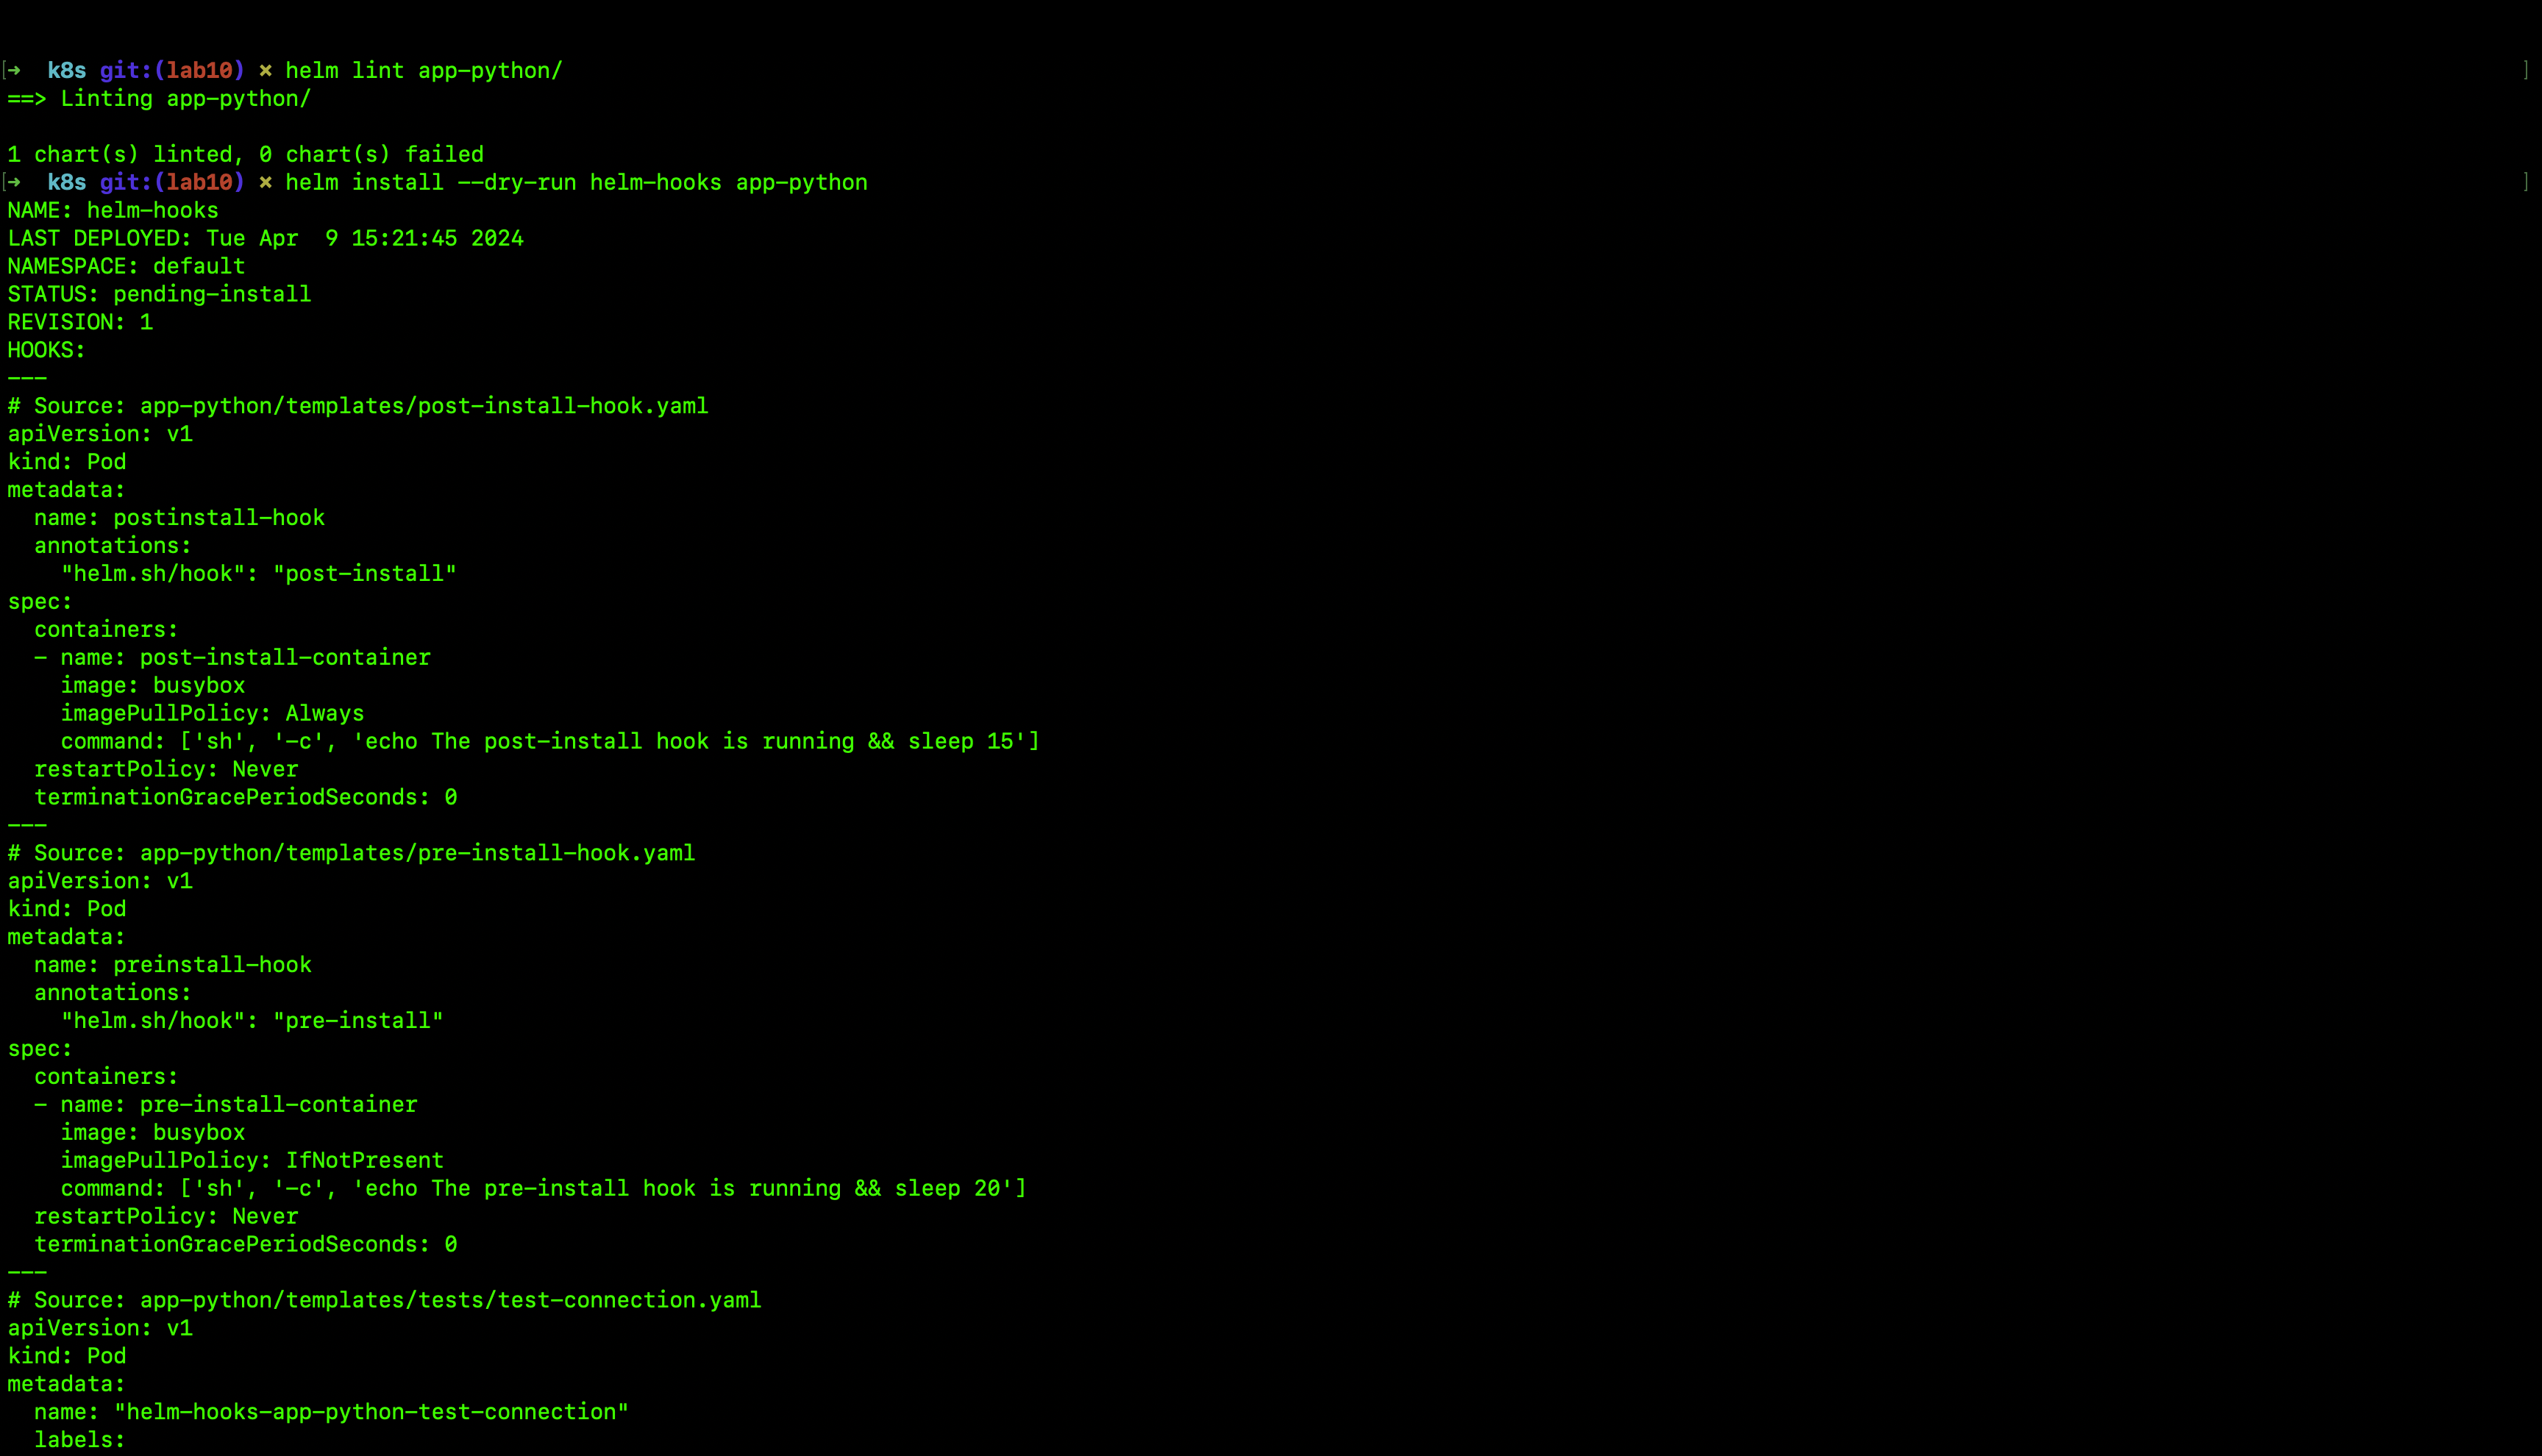 →  k8s git:(lab10) × helm lint app-python/
==> Linting app-python/

1 chart(s) linted, 0 chart(s) failed
→  k8s git:(lab10) × helm install --dry-run helm-hooks app-python
NAME: helm-hooks
LAST DEPLOYED: Tue Apr  9 15:21:45 2024
NAMESPACE: default
STATUS: pending-install
REVISION: 1
HOOKS:
---
# Source: app-python/templates/post-install-hook.yaml
apiVersion: v1
kind: Pod
metadata:
  name: postinstall-hook
  annotations:
    "helm.sh/hook": "post-install"
spec:
  containers:
  - name: post-install-container
    image: busybox
    imagePullPolicy: Always
    command: ['sh', '-c', 'echo The post-install hook is running && sleep 15']
  restartPolicy: Never
  terminationGracePeriodSeconds: 0
---
# Source: app-python/templates/pre-install-hook.yaml
apiVersion: v1
kind: Pod
metadata:
  name: preinstall-hook
  annotations:
    "helm.sh/hook": "pre-install"
spec:
  containers:
  - name: pre-install-container
    image: busybox
    imagePullPolicy: IfNotPresent
    command: ['sh', '-c', 'echo The pre-install hook is running && sleep 20']
  restartPolicy: Never
  terminationGracePeriodSeconds: 0
---
# Source: app-python/templates/tests/test-connection.yaml
apiVersion: v1
kind: Pod
metadata:
  name: "helm-hooks-app-python-test-connection"
  labels: